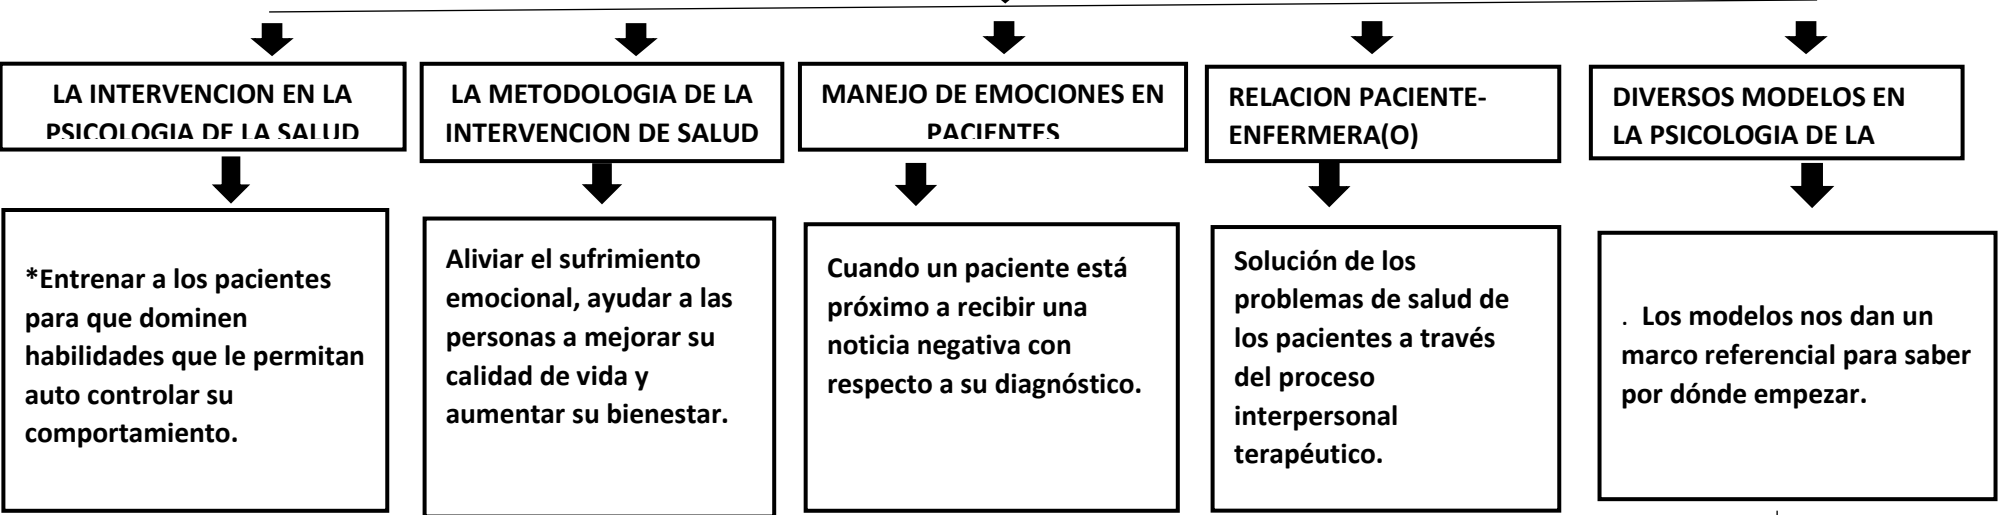 LA INTERVENCION EN LA
PSICOLOGIA DE LA SALUD
LA METODOLOGIA DE LA
INTERVENCION DE SALUD
MANEJO DE EMOCIONES EN
PACIENTES
RELACION PACIENTE-
ENFERMERA(O)
DIVERSOS MODELOS EN
LA PSICOLOGIA DE LA
*Entrenar a los pacientes
para que dominen
habilidades que le permitan
auto controlar su
comportamiento.
Aliviar el sufrimiento
emocional, ayudar a las
personas a mejorar su
calidad de vida y
aumentar su bienestar.
Cuando un paciente está
próximo a recibir una
noticia negativa con
respecto a su diagnóstico.
Solución de los
problemas de salud de
los pacientes a través
del proceso
interpersonal
terapéutico.
. Los modelos nos dan un
marco referencial para saber
por dónde empezar.